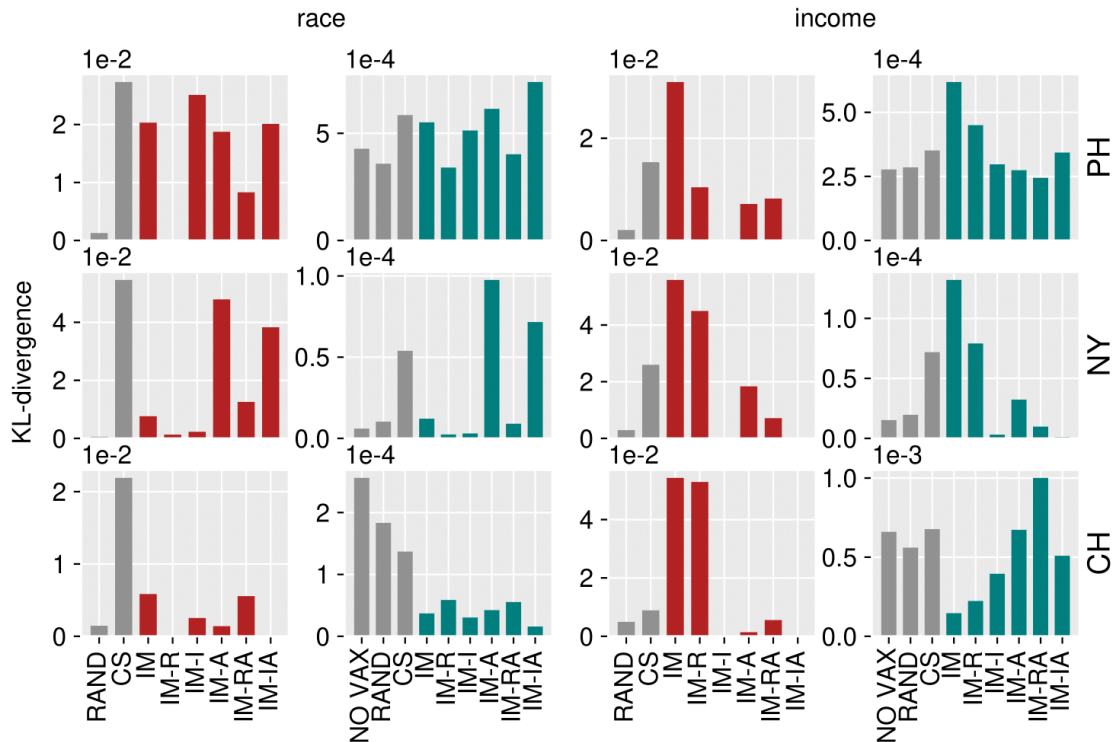 race income
1e-2 5e-4 1e-2 1e-4
2
1
0
5
0
2
0
5.0
2.5
0.0
PH
1e-2 1e-4 1e-2 1e-4
4
2
0
1.0
0.5
0.0
4
2
0
1.0
0.5
0.0
NY
KL-divergence
1e-2 1e-4 1e-2 1e-3
2
1
0
2
1
0
4
2
0
1.0
0.5
0.0
CH
RAND CS IM IM-R IM-I IM-A IM-RA IM-IA
NO VAX RAND CS IM IM-R IM-I IM-A IM-RA IM-IA
RAND CS IM IM-R IM-I IM-A IM-RA IM-IA
NO VAX RAND CS IM IM-R IM-I IM-A IM-RA IM-IA